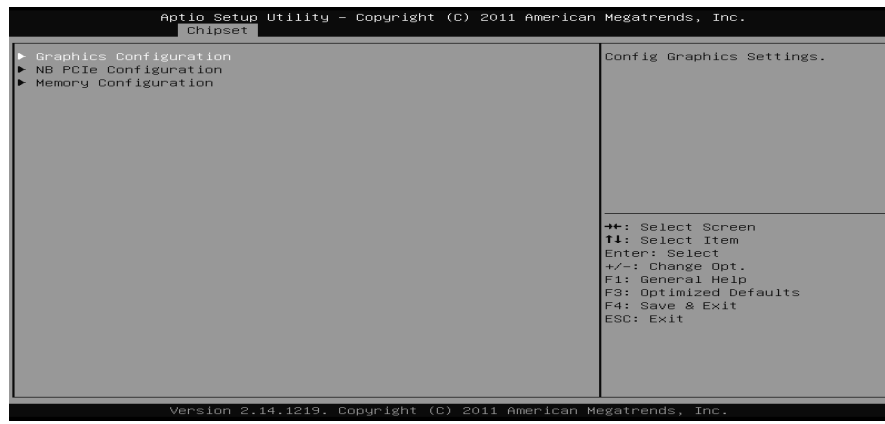 Aptio Setup Utility – Copyright (C) 2011 American Megatrends, Inc.
Chipset
► Graphics Configuration
► NB PCIe Configuration
► Memory Configuration
Config Graphics Settings.
→←: Select Screen
↑↓: Select Item
Enter: Select
+/-: Change Opt.
F1: General Help
F3: Optimized Defaults
F4: Save & Exit
ESC: Exit
Version 2.14.1219. Copyright (C) 2011 American Megatrends, Inc.